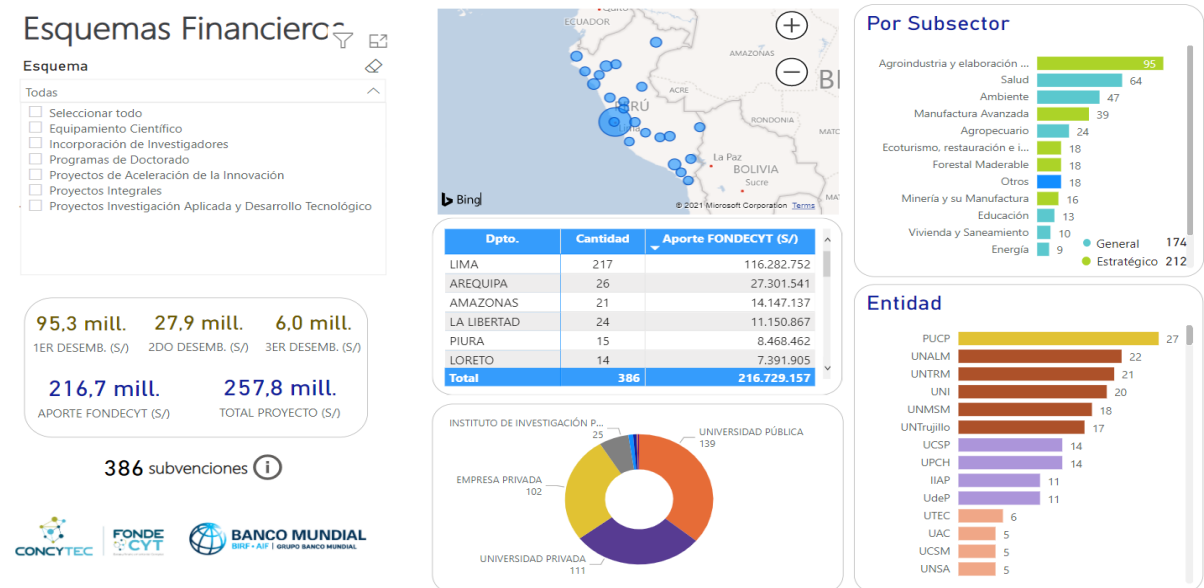 Esquemas Financierc
Esquema
Todas
Seleccionar todo
Equipamiento Científico
Incorporación de Investigadores
Programas de Doctorado
Proyectos de Aceleración de la Innovación
Proyectos Integrales
Proyectos Investigación Aplicada y Desarrollo Tecnológico
95,3 mill. 27,9 mill. 6,0 mill.
1ER DESEMB. (S/) 2DO DESEMB. (S/) 3ER DESEMB. (S/)
216,7 mill. 257,8 mill.
APORTE FONDECYT (S/) TOTAL PROYECTO (S/)
386 subvenciones
CONCYTEC
FONDECYT
BANCO MUNDIAL
BIRF • AIF | GRUPO BANCO MUNDIAL
ECUADOR
AMAZONAS
ACRE
PERÚ
RONDONIA
Lima
La Paz
BOLIVIA
Sucre
Bing
© 2021 Microsoft Corporation Terms
Dpto. Cantidad Aporte FONDECYT (S/)
LIMA 217 116.282.752
AREQUIPA 26 27.301.541
AMAZONAS 21 14.147.137
LA LIBERTAD 24 11.150.867
PIURA 15 8.468.462
LORETO 14 7.391.905
Total 386 216.729.157
INSTITUTO DE INVESTIGACIÓN P...
25
UNIVERSIDAD PÚBLICA
139
EMPRESA PRIVADA
102
UNIVERSIDAD PRIVADA
111
Por Subsector
Agroindustria y elaboración ... 95
Salud 64
Ambiente 47
Manufactura Avanzada 39
Agropecuario 24
Ecoturismo, restauración e i... 18
Forestal Maderable 18
Otros 18
Minería y su Manufactura 16
Educación 13
Vivienda y Saneamiento 10
Energía 9
General 174
Estratégico 212
Entidad
PUCP 27
UNALM 22
UNTRM 21
UNI 20
UNMSM 18
UNTrujillo 17
UCSP 14
UPCH 14
IIAP 11
UdeP 11
UTEC 6
UAC 5
UCSM 5
UNSA 5